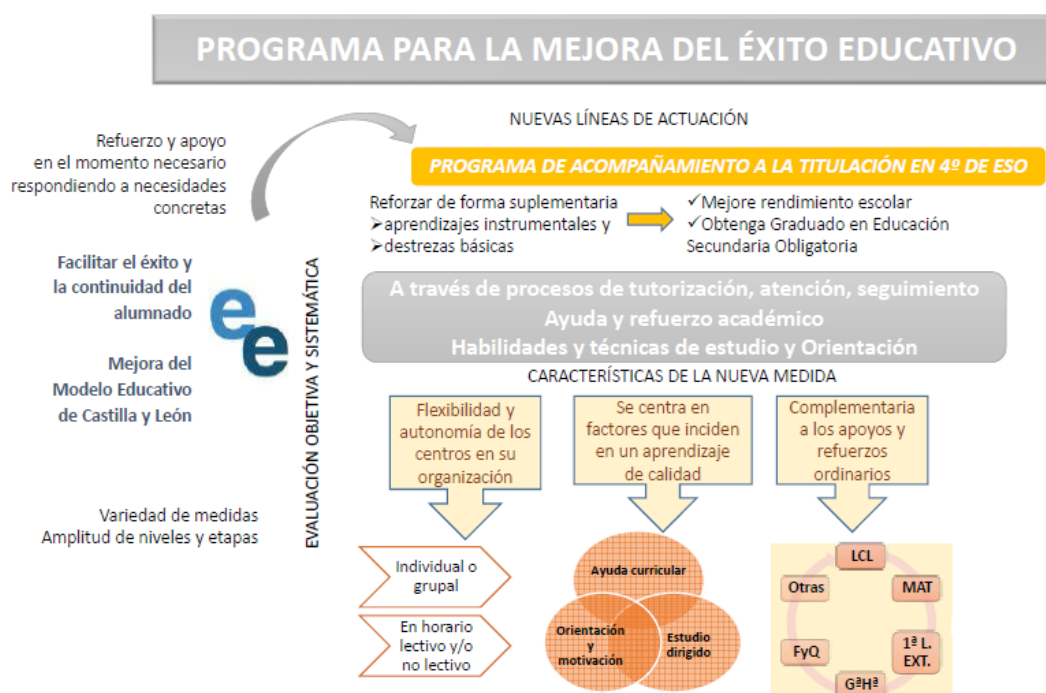 PROGRAMA PARA LA MEJORA DEL ÉXITO EDUCATIVO
NUEVAS LÍNEAS DE ACTUACIÓN
Refuerzo y apoyo
en el momento necesario
respondiendo a necesidades
concretas
PROGRAMA DE ACOMPAÑAMIENTO A LA TITULACIÓN EN 4º DE ESO
Reforzar de forma suplementaria
➢aprendizajes instrumentales y
➢destrezas básicas
✓Mejore rendimiento escolar
✓Obtenga Graduado en Educación
Secundaria Obligatoria
Facilitar el éxito y
la continuidad del
alumnado
Mejora del
Modelo Educativo
de Castilla y León
e
e
Variedad de medidas
Amplitud de niveles y etapas
EVALUACIÓN OBJETIVA Y SISTEMÁTICA
A través de procesos de tutorización, atención, seguimiento
Ayuda y refuerzo académico
Habilidades y técnicas de estudio y Orientación
CARACTERÍSTICAS DE LA NUEVA MEDIDA
Flexibilidad y
autonomía de los
centros en su
organización
Se centra en
factores que inciden
en un aprendizaje
de calidad
Complementaria
a los apoyos y
refuerzos
ordinarios
Individual o
grupal
En horario
lectivo y/o
no lectivo
Ayuda curricular
Orientación
y
motivación
Estudio
dirigido
LCL
MAT
1ª L.
EXT.
GªHª
FyQ
Otras